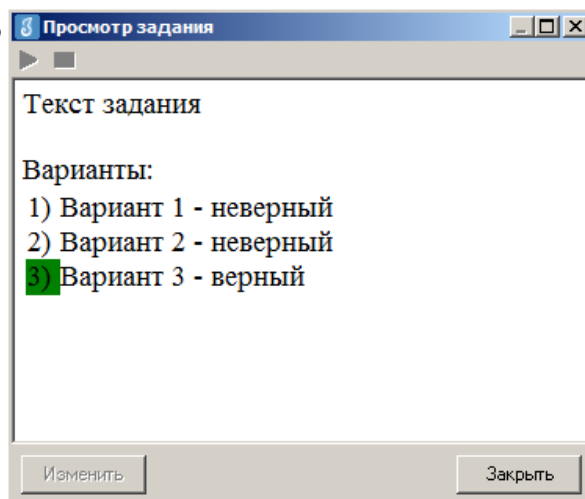 Просмотр задания
Текст задания
Варианты:
1) Вариант 1 - неверный
2) Вариант 2 - неверный
3) Вариант 3 - верный
Изменить
Закрыть